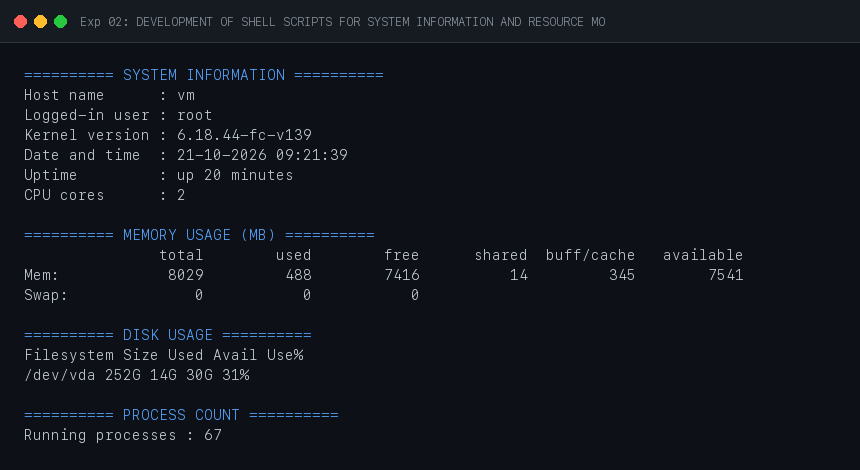 Exp 02: DEVELOPMENT OF SHELL SCRIPTS FOR SYSTEM INFORMATION AND RESOURCE MO
========== SYSTEM INFORMATION ==========
Host name      : vm
Logged-in user : root
Kernel version : 6.18.44-fc-v139
Date and time  : 21-10-2026 09:21:39
Uptime         : up 20 minutes
CPU cores      : 2
========== MEMORY USAGE (MB) ==========
               total        used        free      shared  buff/cache   available
Mem:            8029         488        7416          14         345        7541
Swap:              0           0           0
========== DISK USAGE ==========
Filesystem Size Used Avail Use%
/dev/vda 252G 14G 30G 31%
========== PROCESS COUNT ==========
Running processes : 67